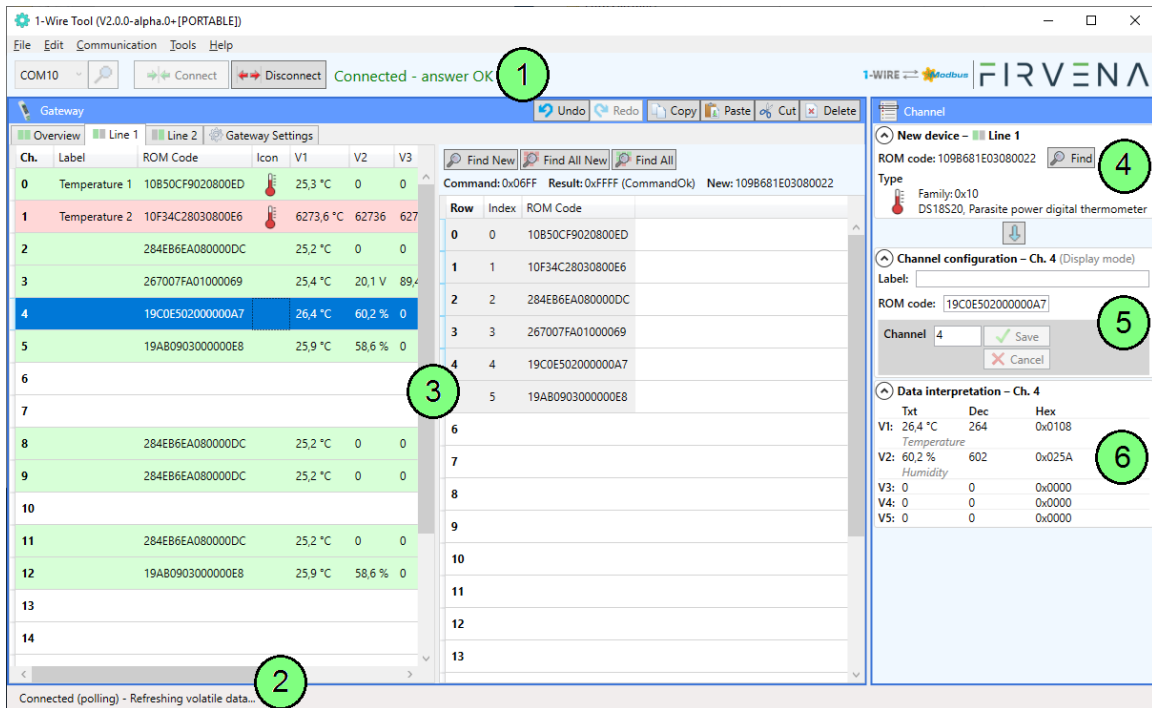 1-Wire Tool (V2.0.0-alpha.0+[PORTABLE])
File Edit Communication Tools Help
COM10 Connect Disconnect Connected - answer OK 1 1-WIRE Modbus FIRVENA
Gateway Undo Redo Copy Paste Cut Delete Channel
Overview Line 1 Line 2 Gateway Settings
Ch. Label ROM Code Icon V1 V2 V3
0 Temperature 1 10B50CF9020800ED 25,3 °C 0 0
1 Temperature 2 10F34C28030800E6 6273,6 °C 62736 627
2 284EB6EA080000DC 25,2 °C 0 0
3 267007FA01000069 25,4 °C 20,1 V 89,4
4 19C0E502000000A7 26,4 °C 60,2 % 0
5 19AB0903000000E8 25,9 °C 58,6 % 0
6
7
8 284EB6EA080000DC 25,2 °C 0 0
9 284EB6EA080000DC 25,2 °C 0 0
10
11 284EB6EA080000DC 25,2 °C 0 0
12 19AB0903000000E8 25,9 °C 58,6 % 0
13
14
Find New Find All New Find All
Command: 0x06FF Result: 0xFFFF (CommandOk) New: 109B681E03080022
Row Index ROM Code
0 0 10B50CF9020800ED
1 1 10F34C28030800E6
2 2 284EB6EA080000DC
3 3 267007FA01000069
4 4 19C0E502000000A7
3 5 19AB0903000000E8
6
7
8
9
10
11
12
13
New device – Line 1
ROM code: 109B681E03080022 Find 4
Type
Family: 0x10
DS18S20, Parasite power digital thermometer
Channel configuration – Ch. 4 (Display mode)
Label:
ROM code: 19C0E502000000A7
Channel 4 Save 5
Cancel
Data interpretation – Ch. 4
Txt Dec Hex
V1: 26,4 °C 264 0x0108
Temperature
V2: 60,2 % 602 0x025A 6
Humidity
V3: 0 0 0x0000
V4: 0 0 0x0000
V5: 0 0 0x0000
Connected (polling) - Refreshing volatile data... 2